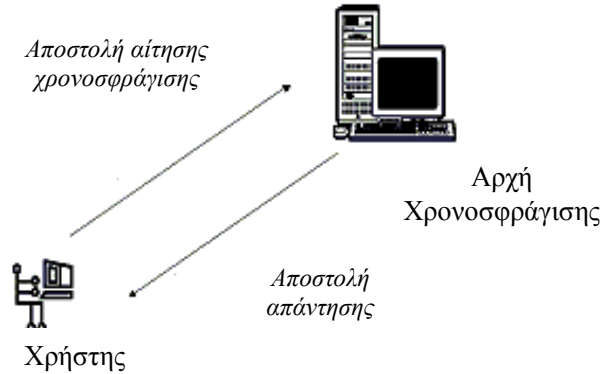 Αποστολή αίτησης
χρονοσφράγισης
Αρχή
Χρονοσφράγισης
Αποστολή
απάντησης
Χρήστης